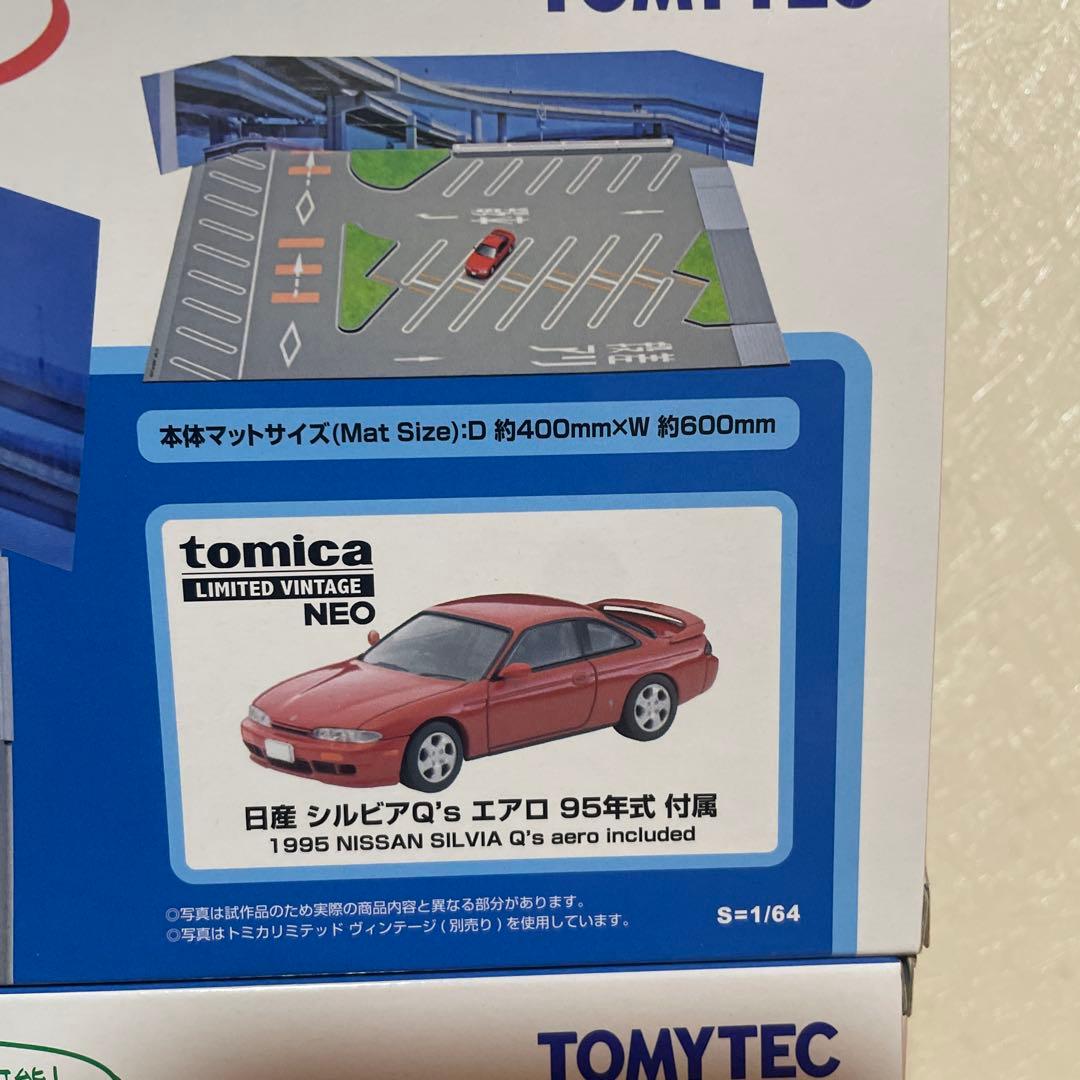 TOMYTEC
本体マットサイズ(Mat Size):D 約400mm×W 約600mm
tomica
LIMITED VINTAGE
NEO
日産 シルビアQ's エアロ 95年式 付属
1995 NISSAN SILVIA Q's aero included
◎写真は試作品のため実際の商品内容と異なる部分があります。
◎写真はトミカリミテッド ヴィンテージ(別売り)を使用しています。
S=1/64
TOMYTEC